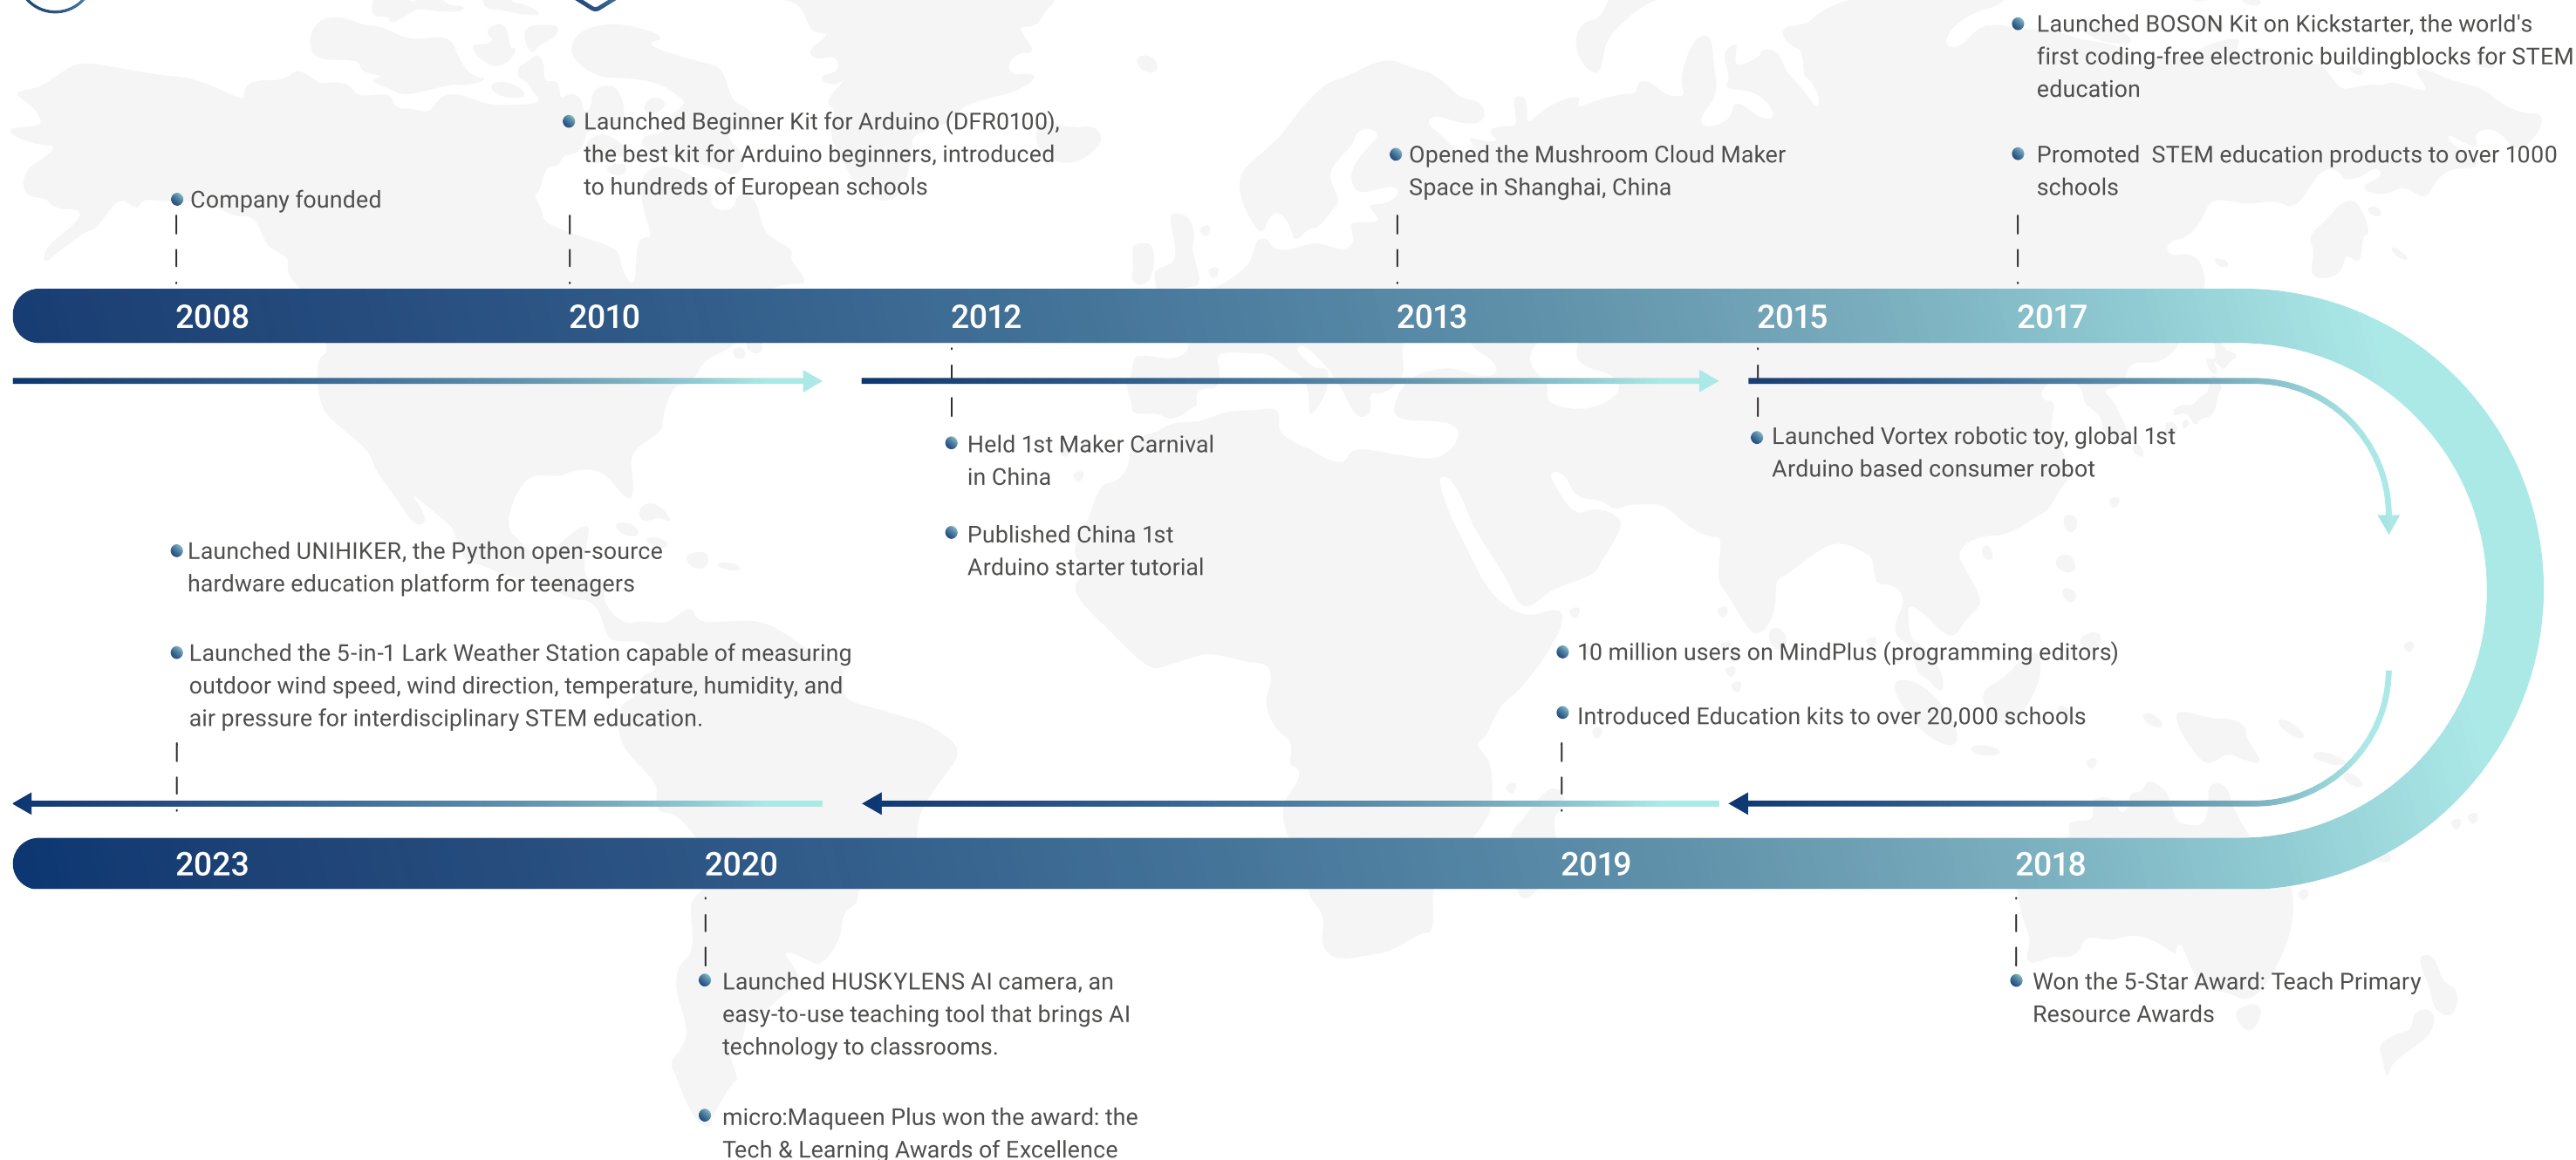 Launched BOSON Kit on Kickstarter, the world's
first coding-free electronic buildingblocks for STEM
education
Launched Beginner Kit for Arduino (DFR0100),
the best kit for Arduino beginners, introduced
to hundreds of European schools
Opened the Mushroom Cloud Maker
Space in Shanghai, China
Promoted  STEM education products to over 1000
schools
Company founded
2008
2010
2012
2013
2015
2017
Held 1st Maker Carnival
in China
Published China 1st
Arduino starter tutorial
Launched Vortex robotic toy, global 1st
Arduino based consumer robot
Launched UNIHIKER, the Python open-source
hardware education platform for teenagers
Launched the 5-in-1 Lark Weather Station capable of measuring
outdoor wind speed, wind direction, temperature, humidity, and
air pressure for interdisciplinary STEM education.
10 million users on MindPlus (programming editors)
Introduced Education kits to over 20,000 schools
2023
2020
2019
2018
Launched HUSKYLENS AI camera, an
easy-to-use teaching tool that brings AI
technology to classrooms.
micro:Maqueen Plus won the award: the
Tech & Learning Awards of Excellence
Won the 5-Star Award: Teach Primary
Resource Awards